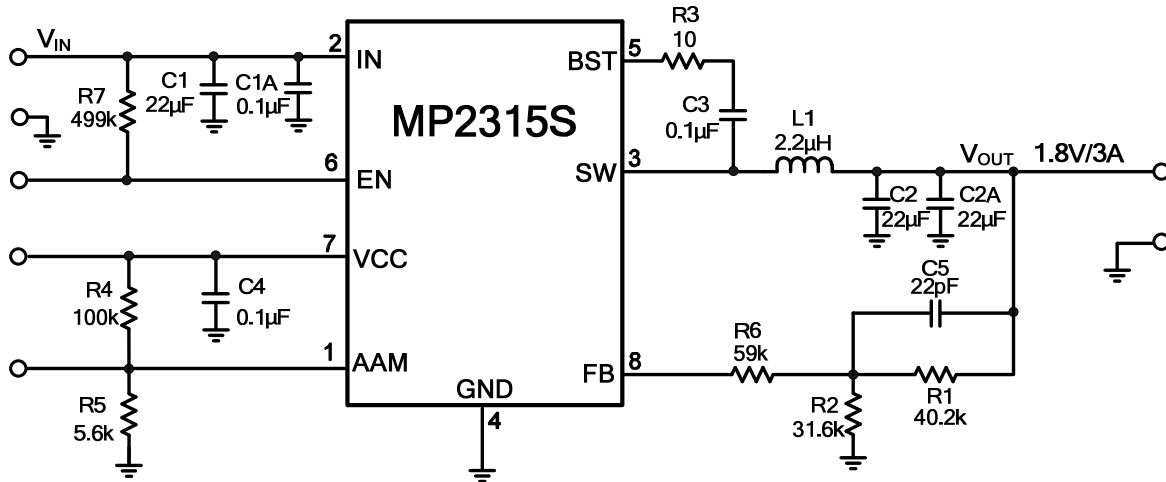 VIN
R7
499k
C1
22µF
C1A
0.1µF
2
IN
6
EN
7
VCC
R4
100k
C4
0.1µF
1
AAM
R5
5.6k
MP2315S
GND
4
BST
5
R3
10
C3
0.1µF
SW
3
L1
2.2µH
VOUT 1.8V/3A
C2
22µF
C2A
22µF
C5
22pF
FB
8
R6
59k
R2
31.6k
R1
40.2k